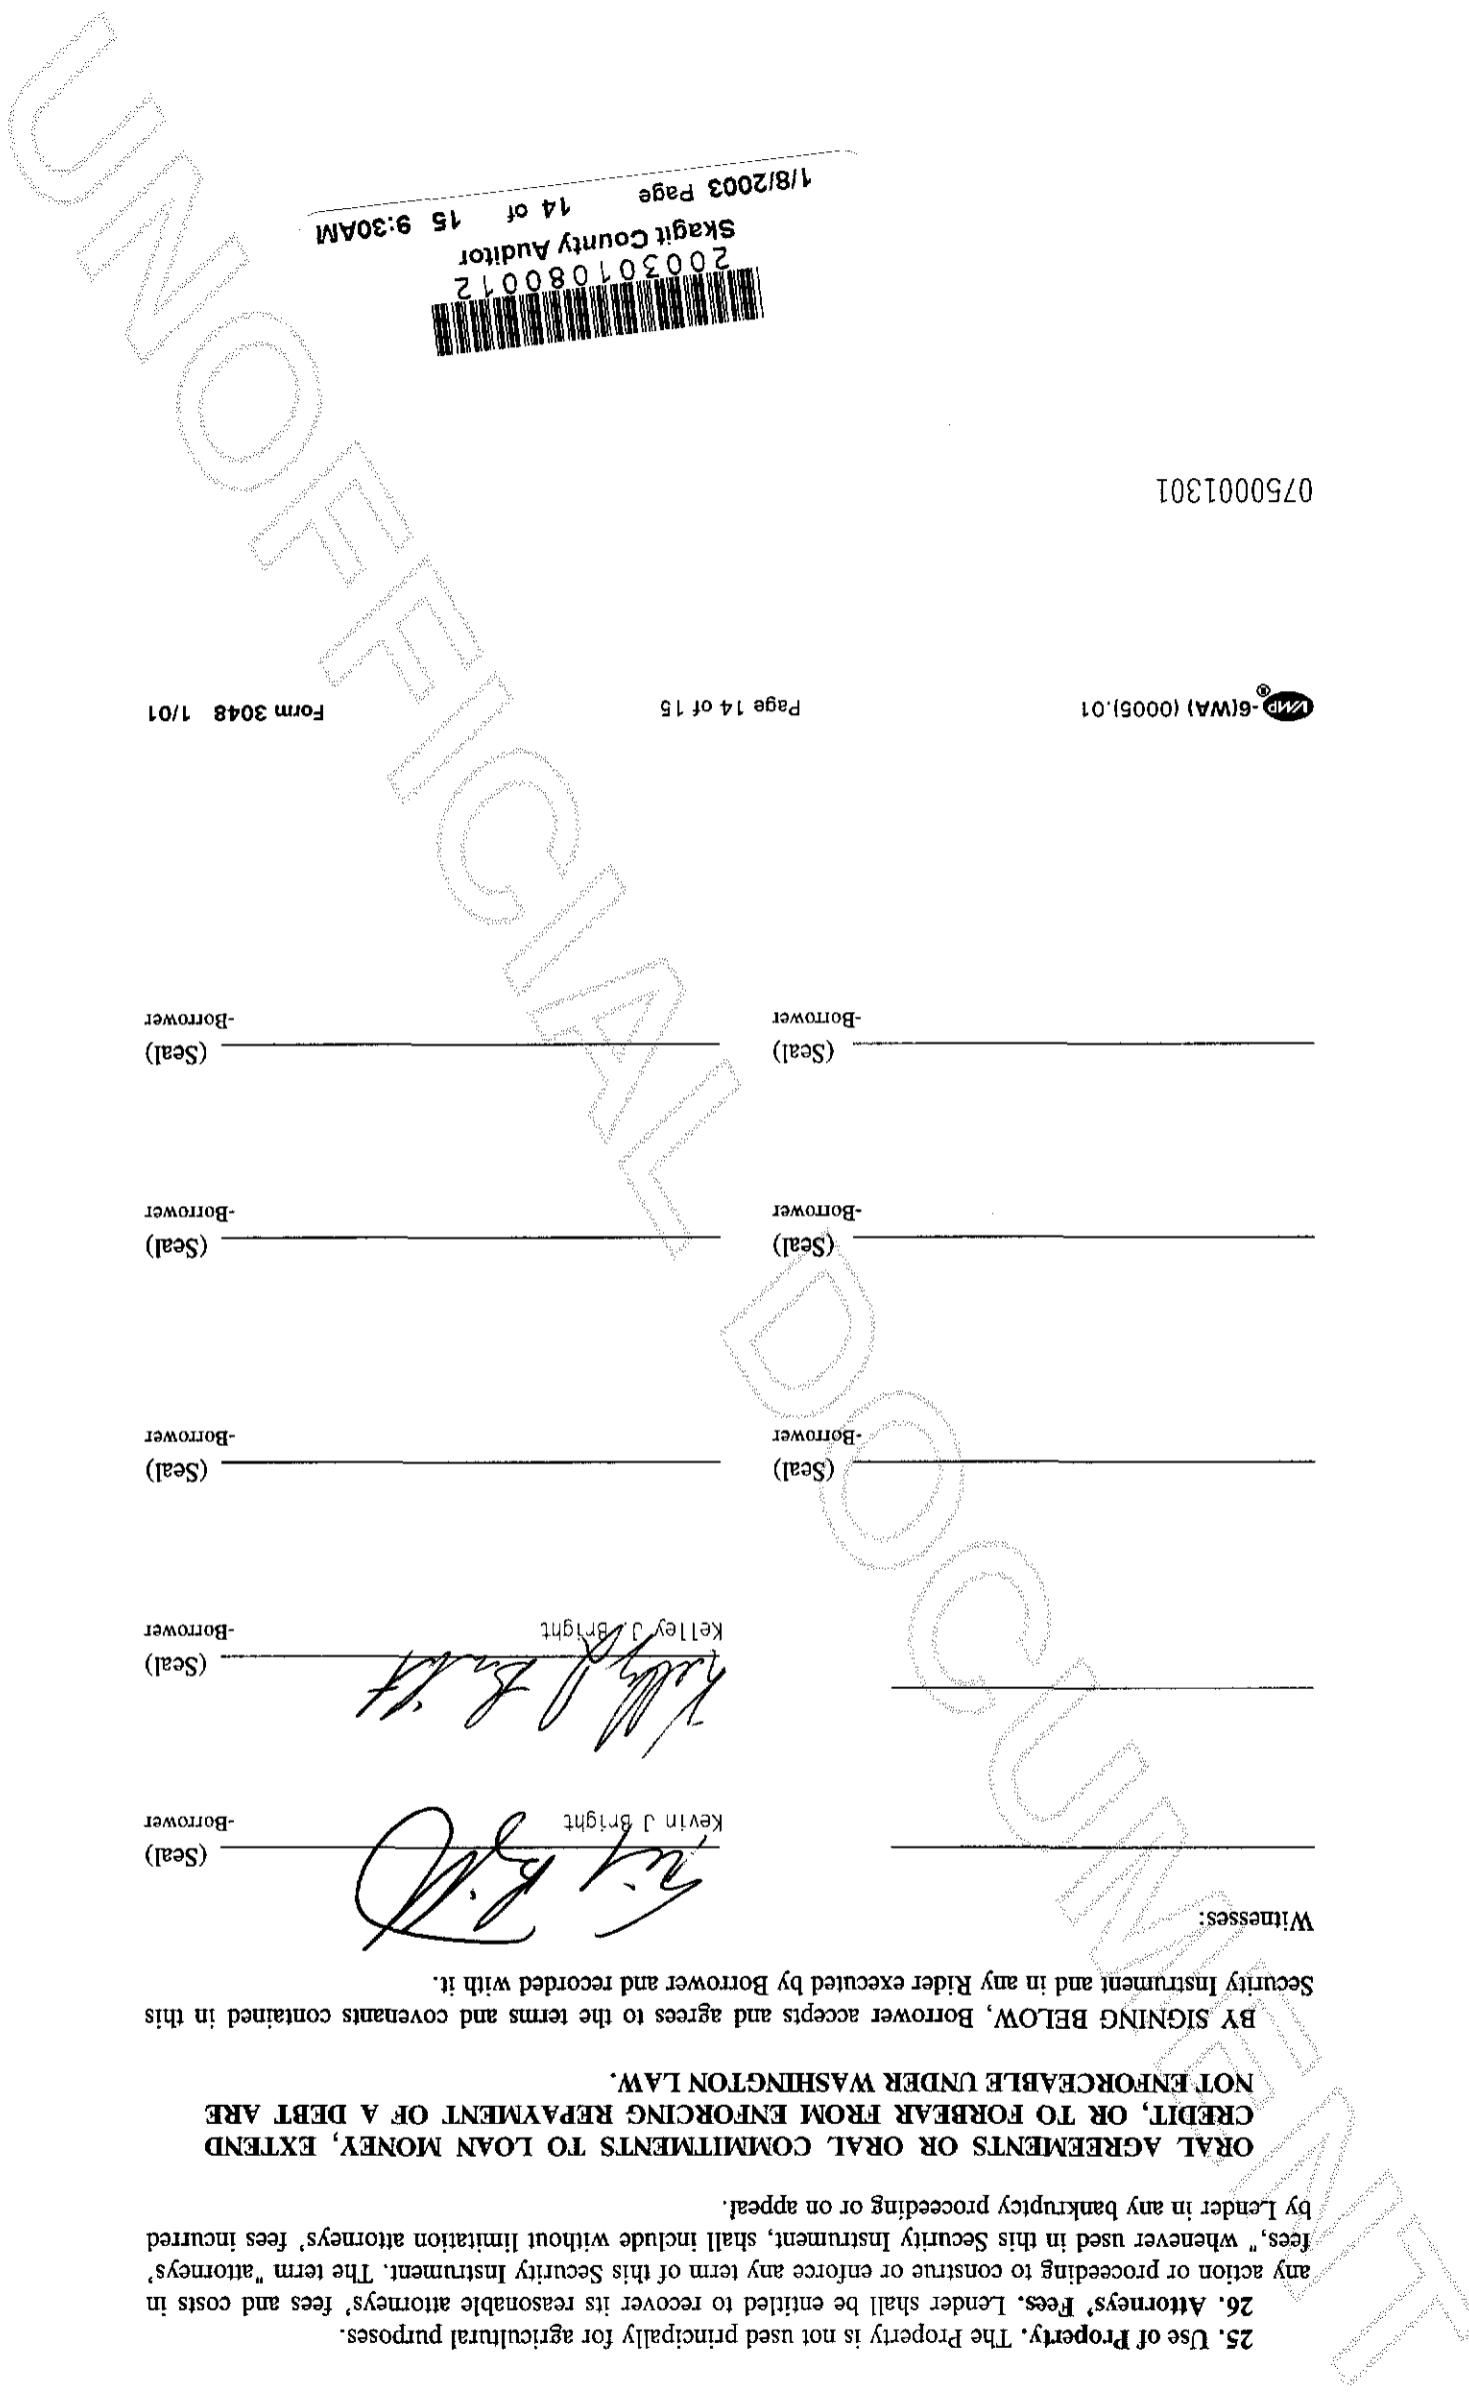 25. Use of Property. The Property is not used principally for agricultural purposes.
26. Attorneys' Fees. Lender shall be entitled to recover its reasonable attorneys' fees and costs in
any action or proceeding to construe or enforce any term of this Security Instrument. The term "attorneys'
fees," whenever used in this Security Instrument, shall include without limitation attorneys' fees incurred
by Lender in any bankruptcy proceeding or on appeal.
ORAL AGREEMENTS OR ORAL COMMITMENTS TO LOAN MONEY, EXTEND
CREDIT, OR TO FORBEAR FROM ENFORCING REPAYMENT OF A DEBT ARE
NOT ENFORCEABLE UNDER WASHINGTON LAW.
BY SIGNING BELOW, Borrower accepts and agrees to the terms and covenants contained in this
Security Instrument and in any Rider executed by Borrower and recorded with it.
Witnesses:
(Seal)
Kevin J Bright
-Borrower
Kelley J Bright
(Seal)
Kelley J. Bright
-Borrower
(Seal) (Seal)
-Borrower -Borrower
(Seal) (Seal)
-Borrower -Borrower
(Seal) (Seal)
-Borrower -Borrower
VMP®-6(WA) (0005).01 Page 14 of 15 Form 3048 1/01
0750001301
200301080012
Skagit County Auditor
1/8/2003 Page 14 of 15 9:30AM
UNOFFICIAL DOCUMENT